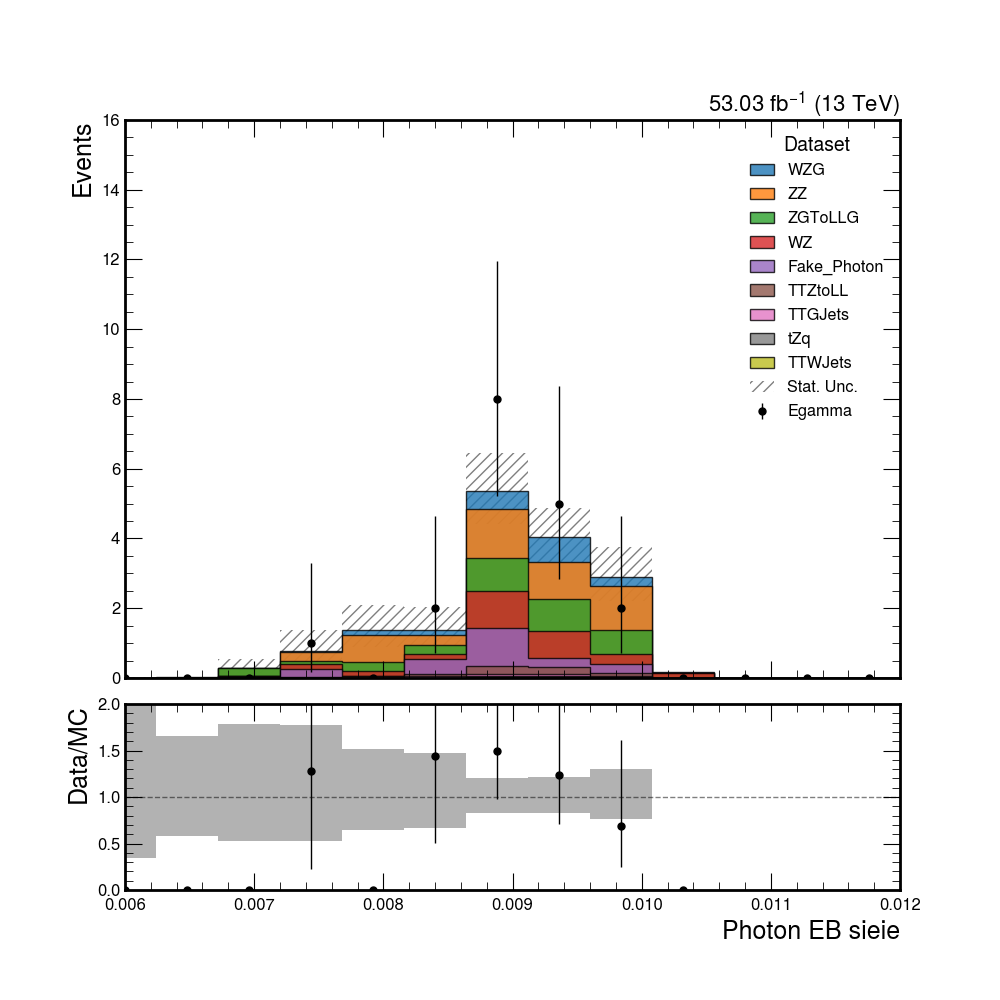 53.03 fb⁻¹ (13 TeV)
Events
16
14
12
10
8
6
4
2
0
Dataset
WZG
ZZ
ZGToLLG
WZ
Fake_Photon
TTZtoLL
TTGJets
tZq
TTWJets
Stat. Unc.
Egamma
Data/MC
2.0
1.5
1.0
0.5
0.0
0.006 0.007 0.008 0.009 0.010 0.011 0.012
Photon EB sieie